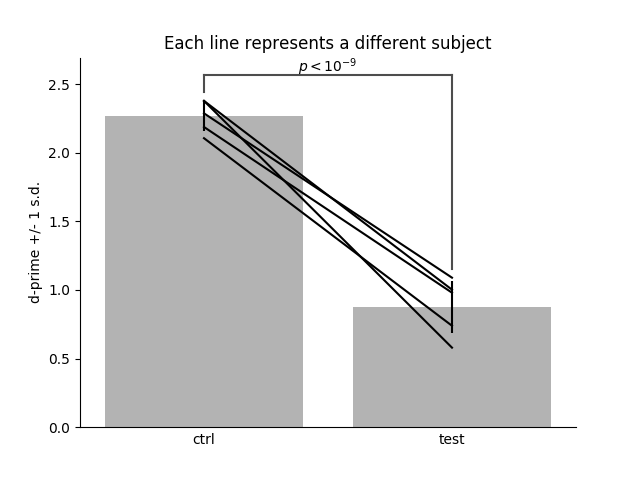 Each line represents a different subject
p < 10⁻⁹
2.5
2.0
1.5
1.0
0.5
0.0
d-prime +/- 1 s.d.
ctrl
test